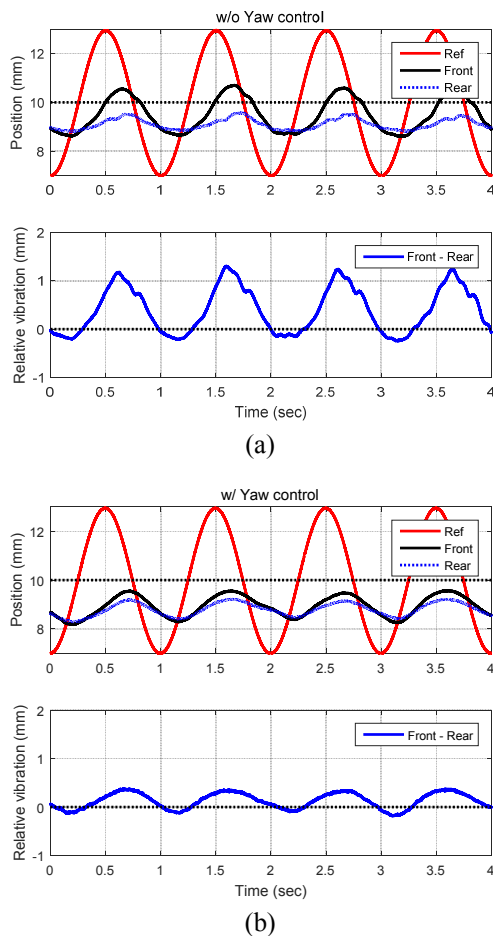 w/o Yaw control
12
10
8
Position (mm)
Ref
Front
Rear
0 0.5 1 1.5 2 2.5 3 3.5 4
2
1
0
-1
Relative vibration (mm)
Front - Rear
0 0.5 1 1.5 2 2.5 3 3.5 4
Time (sec)
(a)
w/ Yaw control
12
10
8
Position (mm)
Ref
Front
Rear
0 0.5 1 1.5 2 2.5 3 3.5 4
2
1
0
-1
Relative vibration (mm)
Front - Rear
0 0.5 1 1.5 2 2.5 3 3.5 4
Time (sec)
(b)